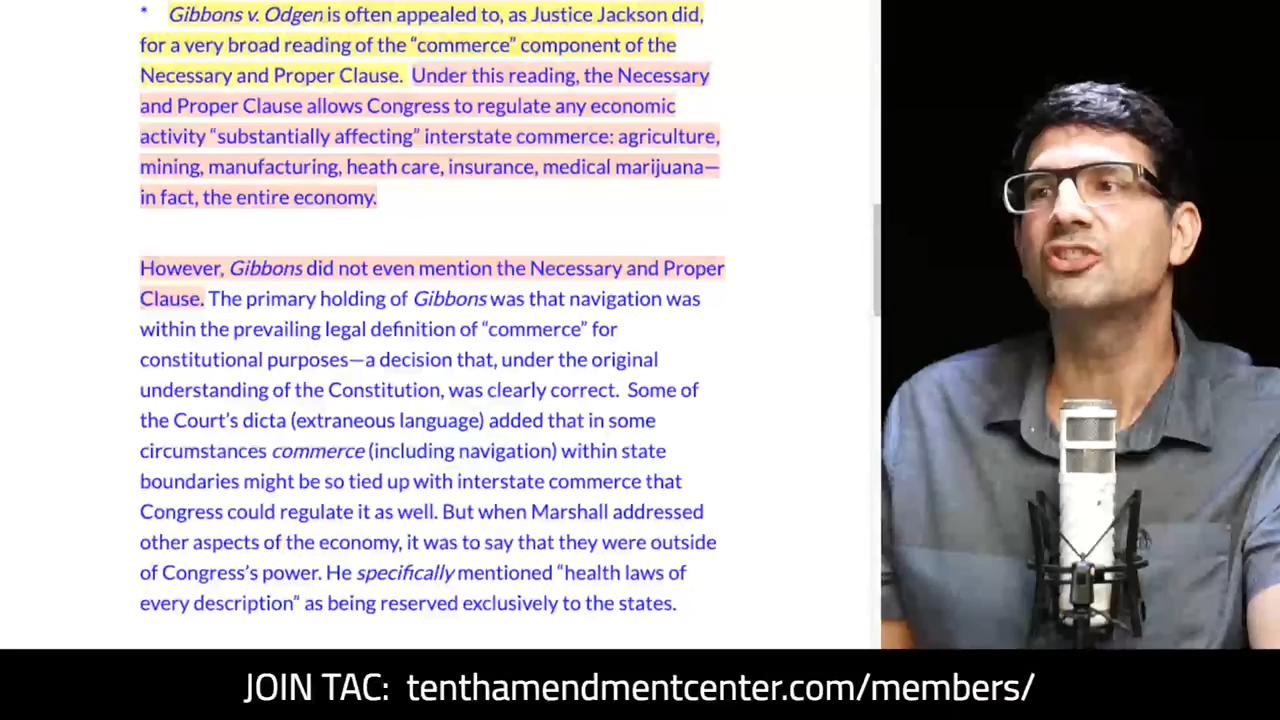 * Gibbons v. Odgen is often appealed to, as Justice Jackson did,
for a very broad reading of the “commerce” component of the
Necessary and Proper Clause. Under this reading, the Necessary
and Proper Clause allows Congress to regulate any economic
activity “substantially affecting” interstate commerce: agriculture,
mining, manufacturing, heath care, insurance, medical marijuana—
in fact, the entire economy.
However, Gibbons did not even mention the Necessary and Proper
Clause. The primary holding of Gibbons was that navigation was
within the prevailing legal definition of “commerce” for
constitutional purposes—a decision that, under the original
understanding of the Constitution, was clearly correct. Some of
the Court’s dicta (extraneous language) added that in some
circumstances commerce (including navigation) within state
boundaries might be so tied up with interstate commerce that
Congress could regulate it as well. But when Marshall addressed
other aspects of the economy, it was to say that they were outside
of Congress’s power. He specifically mentioned “health laws of
every description” as being reserved exclusively to the states.
JOIN TAC: tenthamendmentcenter.com/members/